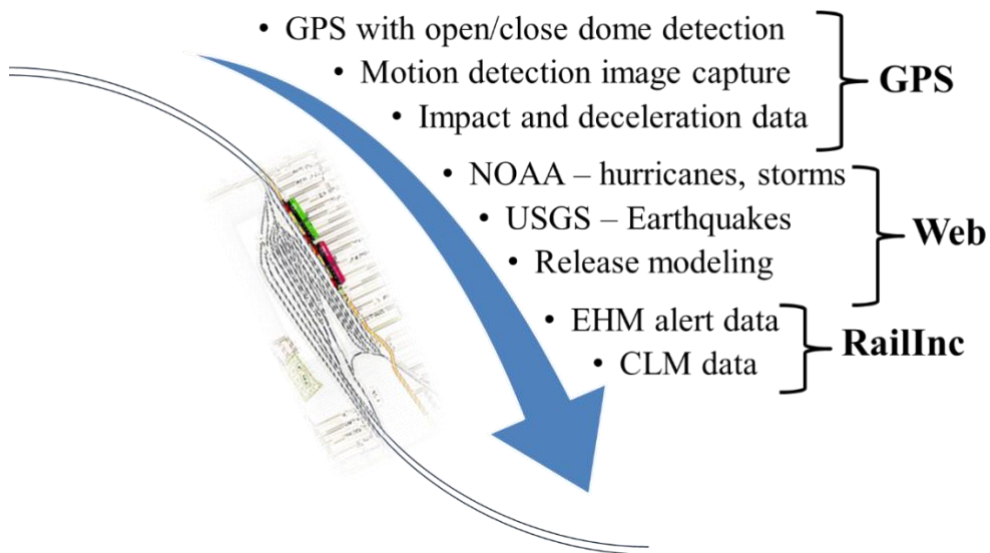 • GPS with open/close dome detection
• Motion detection image capture
• Impact and deceleration data
GPS
• NOAA – hurricanes, storms
• USGS – Earthquakes
• Release modeling
Web
• EHM alert data
• CLM data
RailInc